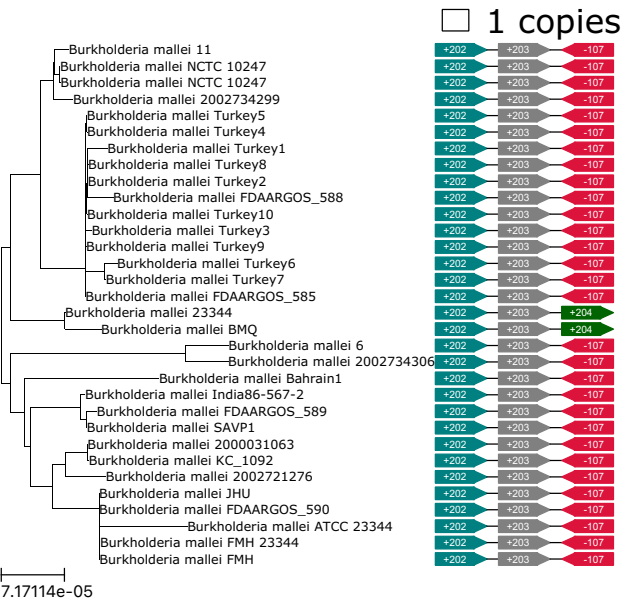 1 copies
Burkholderia mallei 11 +202 +203 -107
Burkholderia mallei NCTC 10247 +202 +203 -107
Burkholderia mallei NCTC 10247 +202 +203 -107
Burkholderia mallei 2002734299 +202 +203 -107
Burkholderia mallei Turkey5 +202 +203 -107
Burkholderia mallei Turkey4 +202 +203 -107
Burkholderia mallei Turkey1 +202 +203 -107
Burkholderia mallei Turkey8 +202 +203 -107
Burkholderia mallei Turkey2 +202 +203 -107
Burkholderia mallei FDAARGOS_588 +202 +203 -107
Burkholderia mallei Turkey10 +202 +203 -107
Burkholderia mallei Turkey3 +202 +203 -107
Burkholderia mallei Turkey9 +202 +203 -107
Burkholderia mallei Turkey6 +202 +203 -107
Burkholderia mallei Turkey7 +202 +203 -107
Burkholderia mallei FDAARGOS_585 +202 +203 -107
Burkholderia mallei 23344 +202 +203 +204
Burkholderia mallei BMQ +202 +203 +204
Burkholderia mallei 6 +202 +203 -107
Burkholderia mallei 2002734306 +202 +203 -107
Burkholderia mallei Bahrain1 +202 +203 -107
Burkholderia mallei India86-567-2 +202 +203 -107
Burkholderia mallei FDAARGOS_589 +202 +203 -107
Burkholderia mallei SAVP1 +202 +203 -107
Burkholderia mallei 2000031063 +202 +203 -107
Burkholderia mallei KC_1092 +202 +203 -107
Burkholderia mallei 2002721276 +202 +203 -107
Burkholderia mallei JHU +202 +203 -107
Burkholderia mallei FDAARGOS_590 +202 +203 -107
Burkholderia mallei ATCC 23344 +202 +203 -107
Burkholderia mallei FMH 23344 +202 +203 -107
Burkholderia mallei FMH +202 +203 -107
7.17114e-05